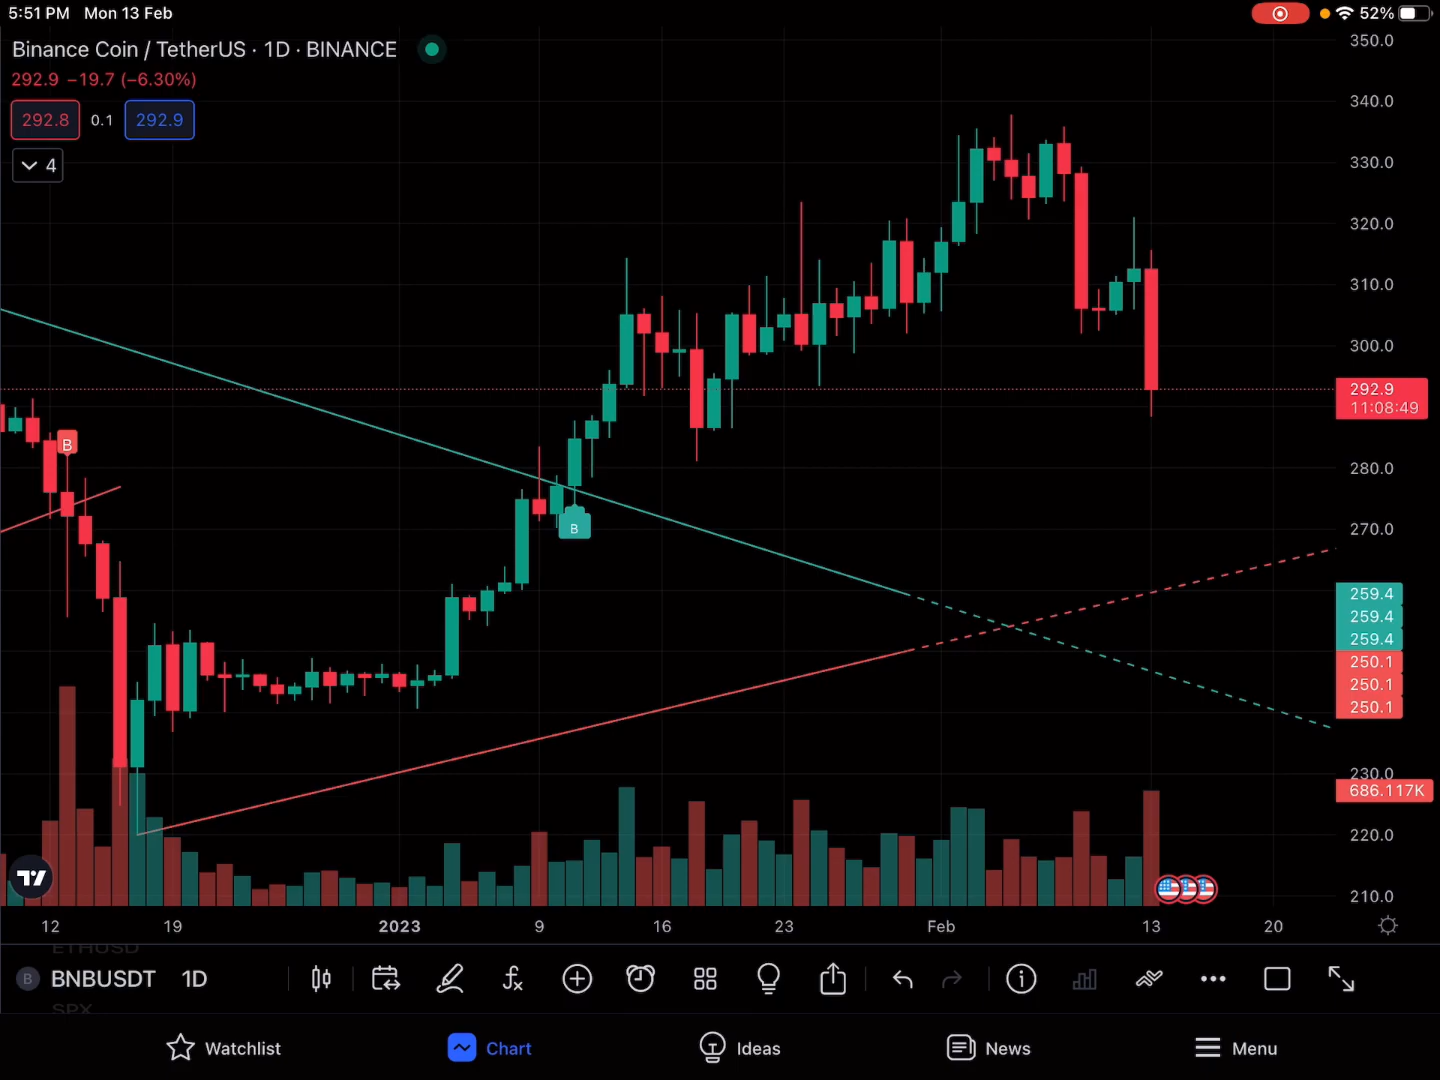 5:51 PM Mon 13 Feb
52%
Binance Coin / TetherUS · 1D · BINANCE
292.9 −19.7 (−6.30%)
292.8 0.1 292.9
4
350.0
340.0
330.0
320.0
310.0
300.0
292.9
11:08:49
280.0
270.0
259.4
259.4
259.4
250.1
250.1
250.1
230.0
686.117K
220.0
210.0
B
B
12 19 2023 9 16 23 Feb 13 20
ETHUSD
B BNBUSDT 1D
SPX
Watchlist Chart Ideas News Menu